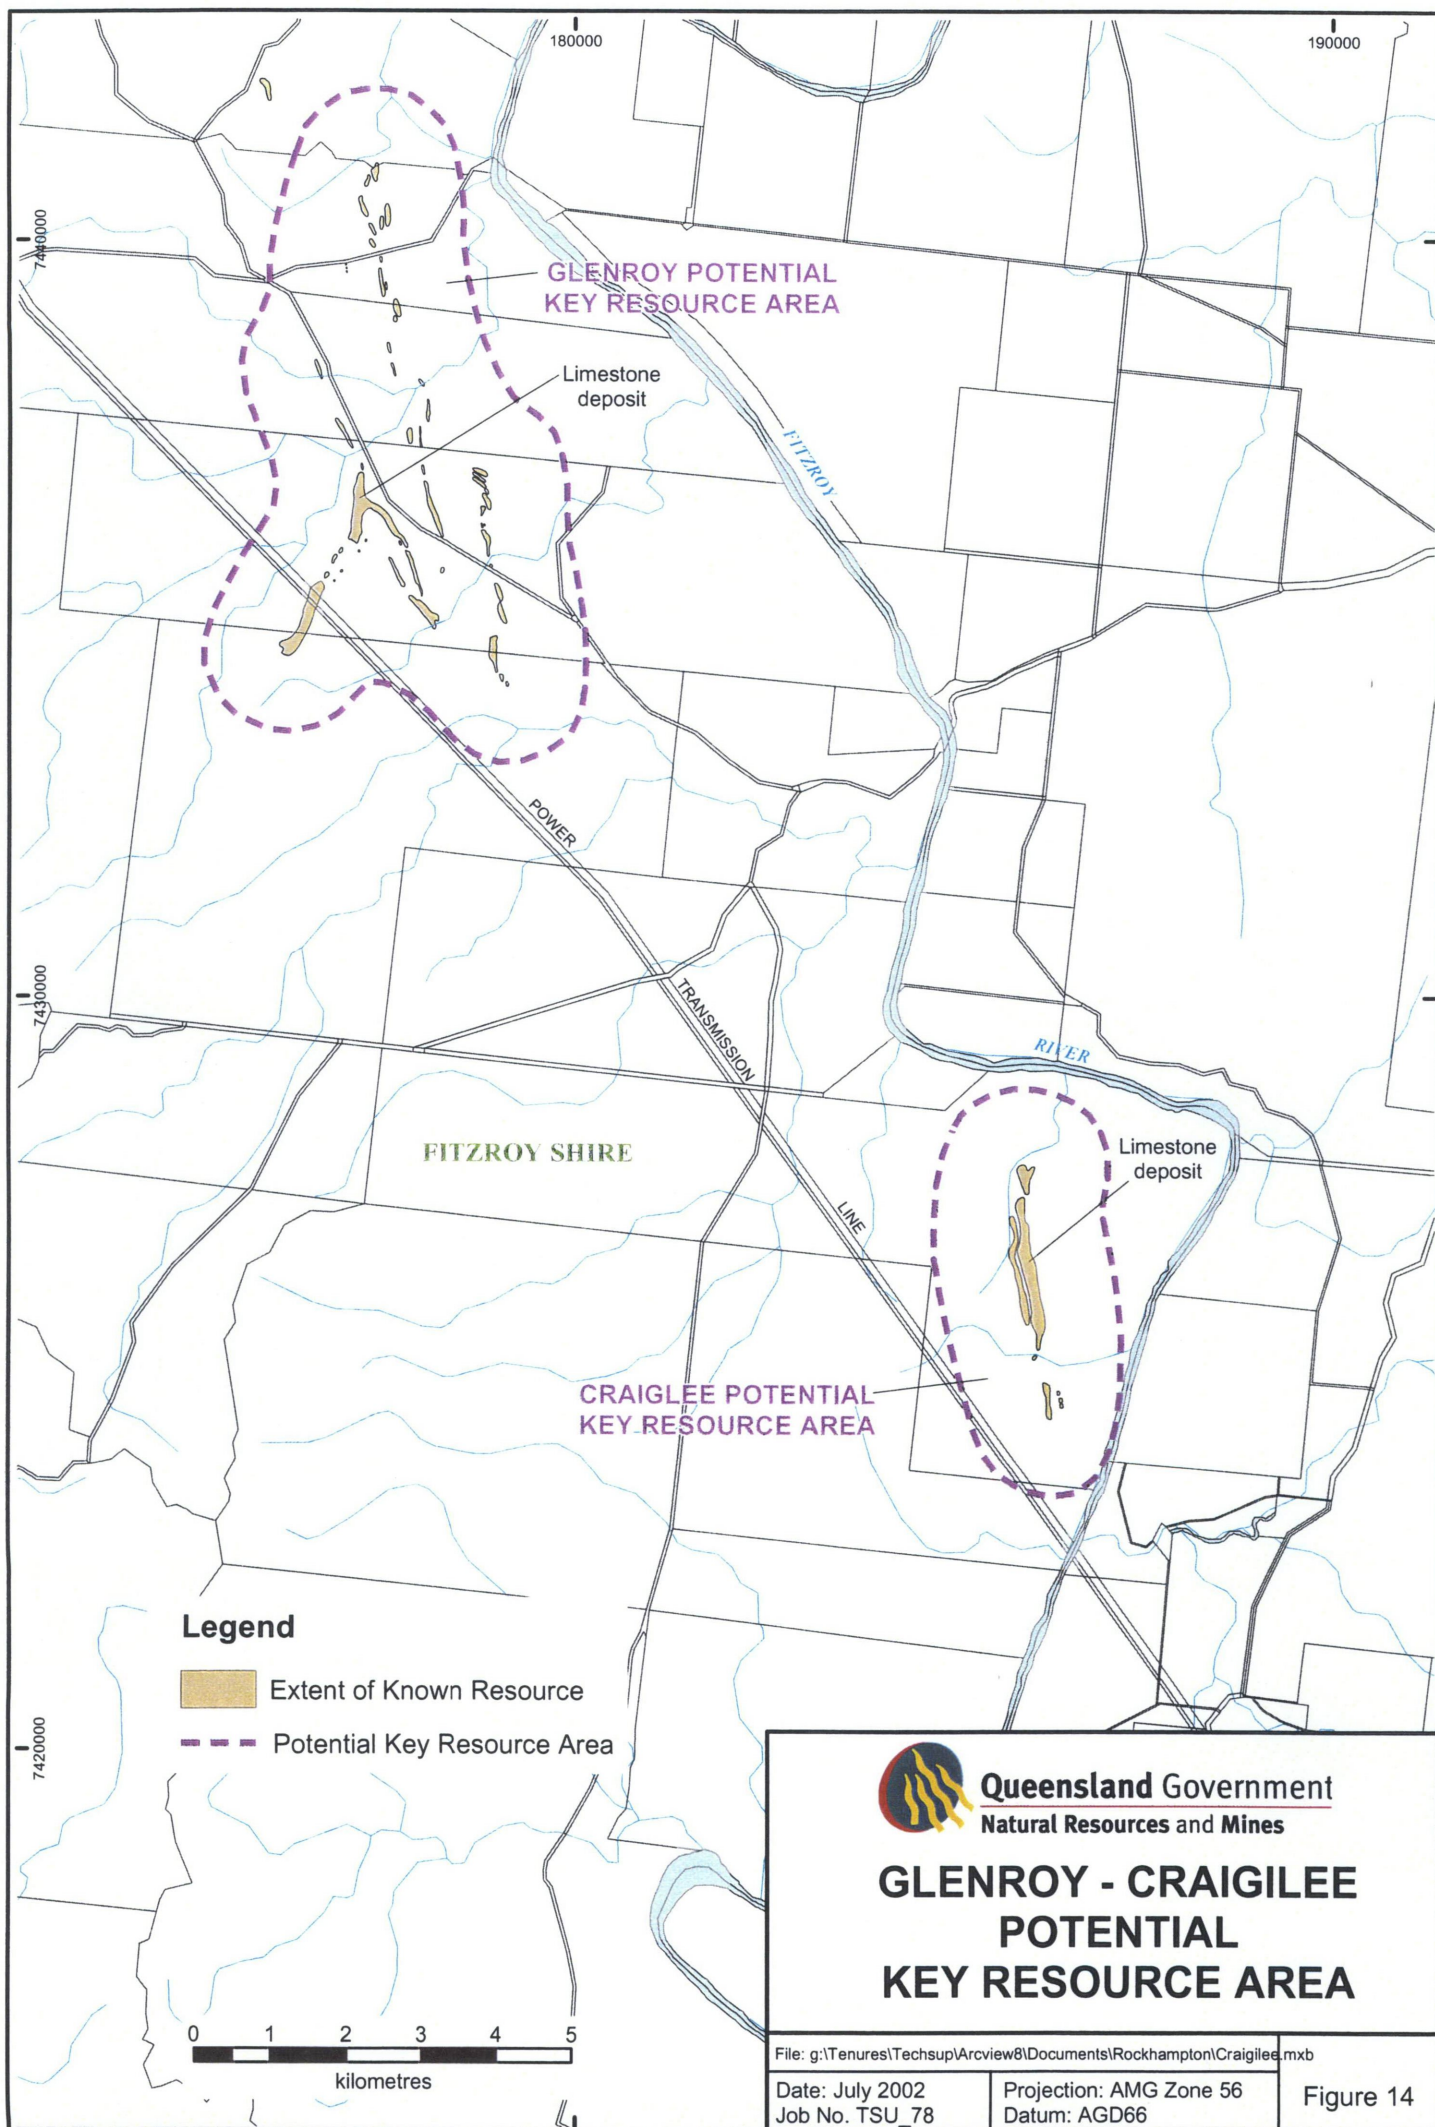 180000
190000
7440000
GLENROY POTENTIAL
KEY RESOURCE AREA
Limestone
deposit
FITZROY
POWER
7430000
TRANSMISSION
RIVER
FITZROY SHIRE
Limestone
deposit
LINE
CRAIGLEE POTENTIAL
KEY RESOURCE AREA
Legend
Extent of Known Resource
Potential Key Resource Area
7420000
Queensland Government
Natural Resources and Mines
GLENROY - CRAIGILEE
POTENTIAL
KEY RESOURCE AREA
0 1 2 3 4 5
kilometres
File: g:\Tenures\Techsup\Arcview8\Documents\Rockhampton\Craigilee.mxb
Date: July 2002
Job No. TSU_78
Projection: AMG Zone 56
Datum: AGD66
Figure 14